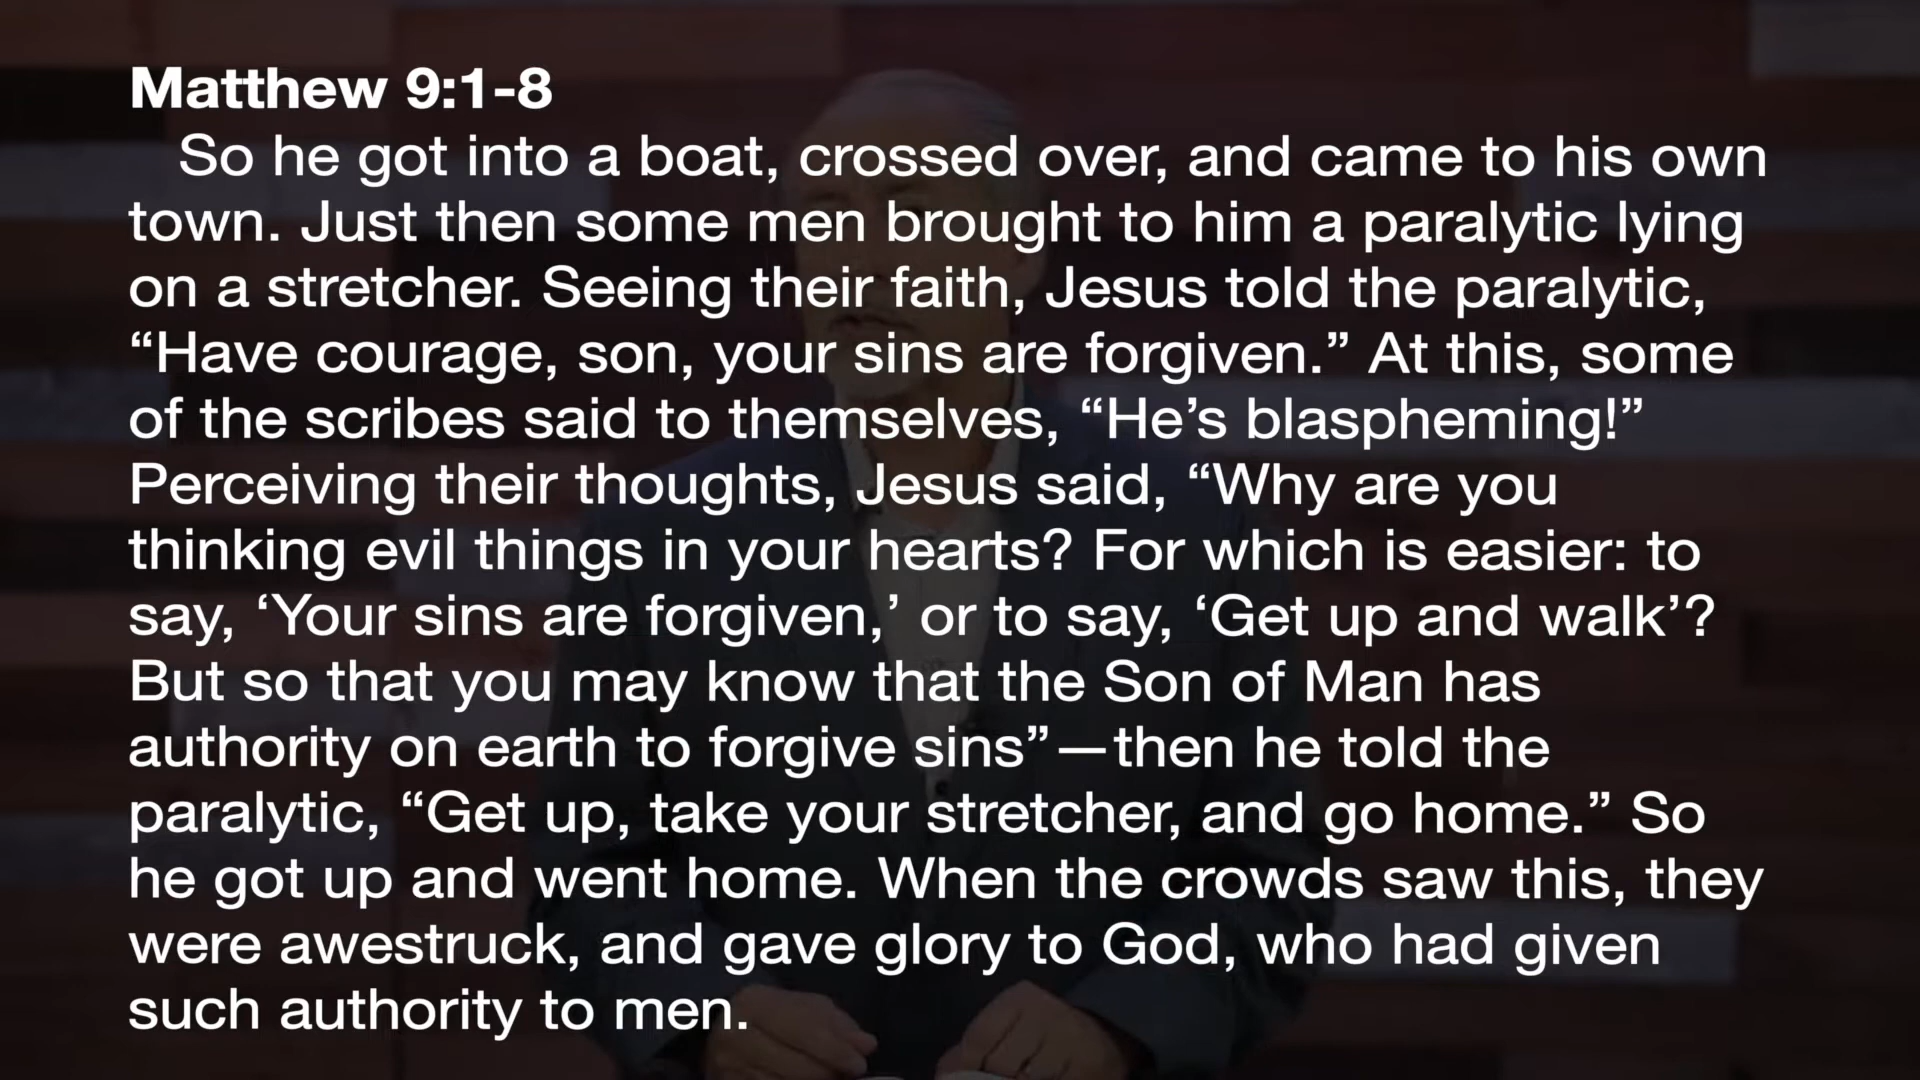 Matthew 9:1-8
So he got into a boat, crossed over, and came to his own
town. Just then some men brought to him a paralytic lying
on a stretcher. Seeing their faith, Jesus told the paralytic,
“Have courage, son, your sins are forgiven.” At this, some
of the scribes said to themselves, “He’s blaspheming!”
Perceiving their thoughts, Jesus said, “Why are you
thinking evil things in your hearts? For which is easier: to
say, ‘Your sins are forgiven,’ or to say, ‘Get up and walk’?
But so that you may know that the Son of Man has
authority on earth to forgive sins”—then he told the
paralytic, “Get up, take your stretcher, and go home.” So
he got up and went home. When the crowds saw this, they
were awestruck, and gave glory to God, who had given
such authority to men.